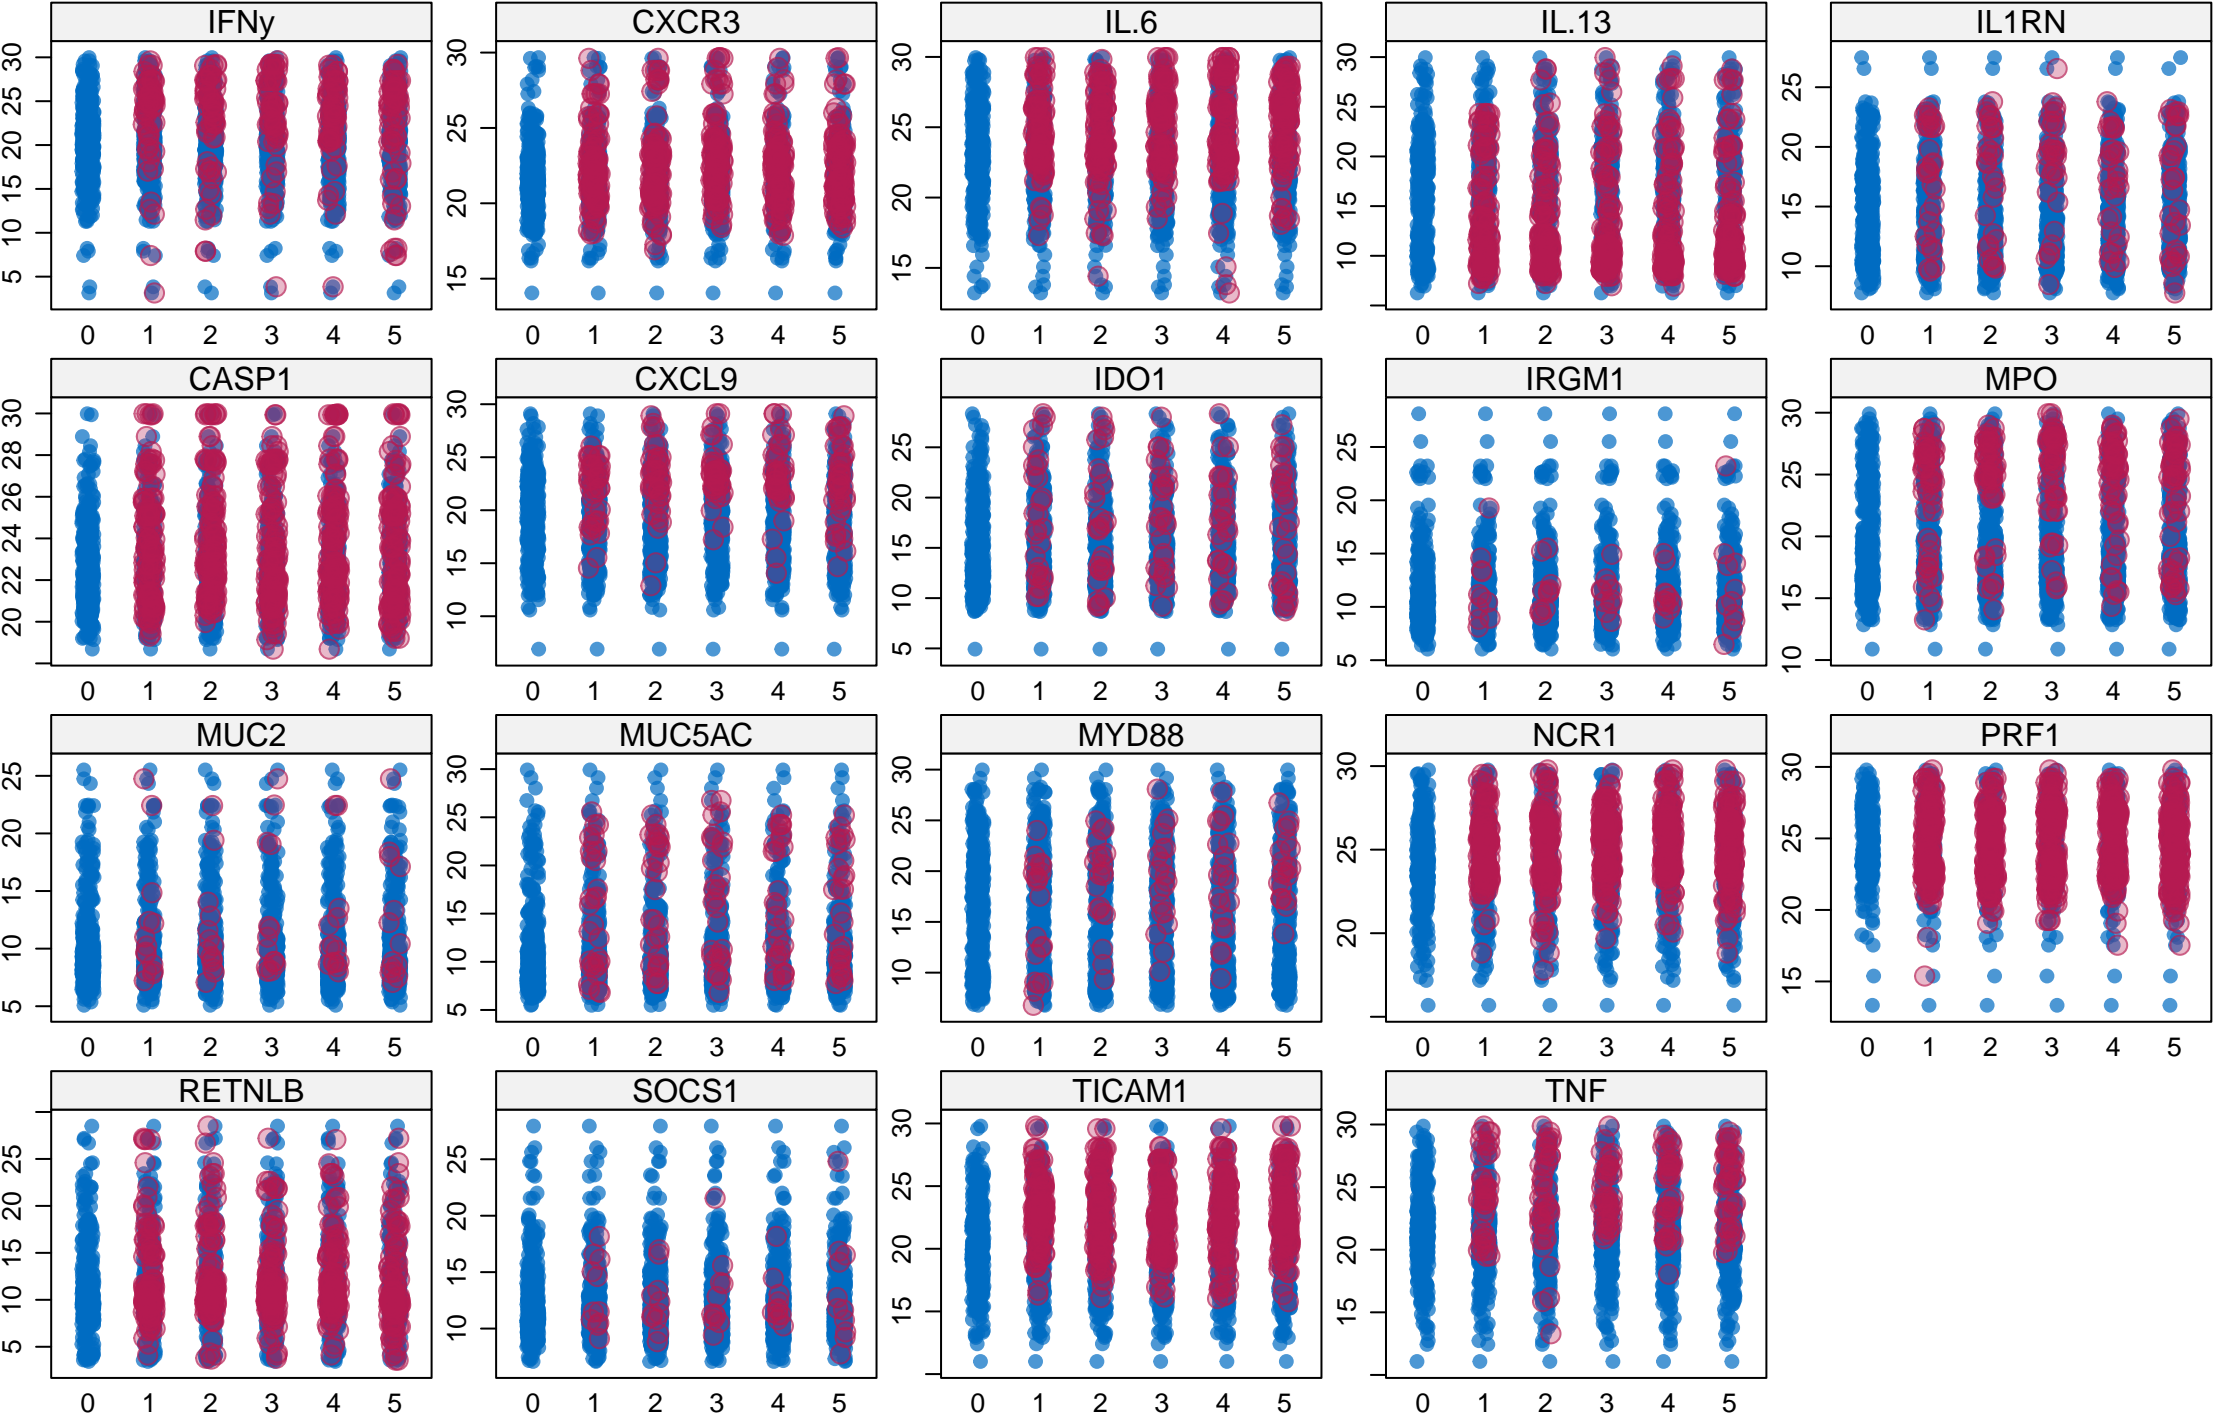 IFNy CXCR3 IL.6 IL.13 IL1RN
5 10 15 20 25 30
15 20 25 30
15 20 25 30
10 15 20 25 30
10 15 20 25
0 1 2 3 4 5 0 1 2 3 4 5 0 1 2 3 4 5 0 1 2 3 4 5 0 1 2 3 4 5
CASP1 CXCL9 IDO1 IRGM1 MPO
20 22 24 26 28 30
10 15 20 25 30
5 10 15 20 25
5 10 15 20 25
10 15 20 25 30
0 1 2 3 4 5 0 1 2 3 4 5 0 1 2 3 4 5 0 1 2 3 4 5 0 1 2 3 4 5
MUC2 MUC5AC MYD88 NCR1 PRF1
5 10 15 20 25
5 10 15 20 25 30
10 15 20 25 30
20 25 30
15 20 25 30
0 1 2 3 4 5 0 1 2 3 4 5 0 1 2 3 4 5 0 1 2 3 4 5 0 1 2 3 4 5
RETNLB SOCS1 TICAM1 TNF
5 10 15 20 25
10 15 20 25
15 20 25 30
15 20 25 30
0 1 2 3 4 5 0 1 2 3 4 5 0 1 2 3 4 5 0 1 2 3 4 5